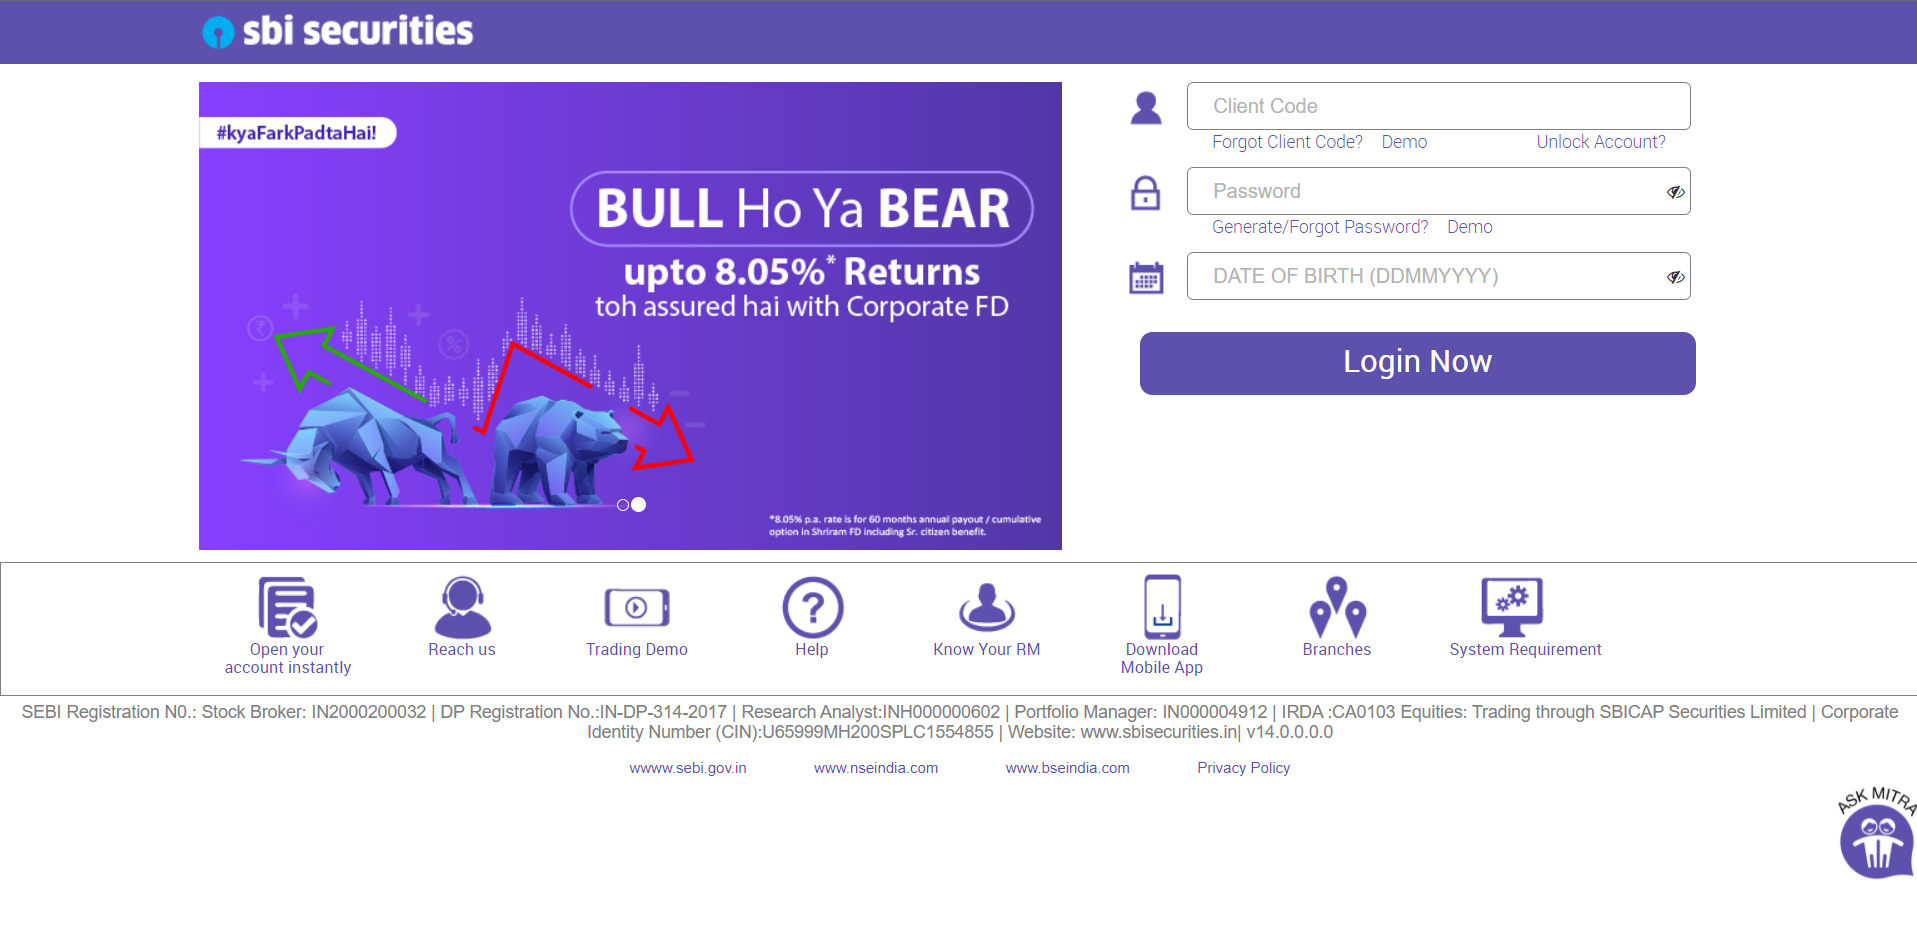 sbi securities
#kyaFarkPadtaHai!
BULL Ho Ya BEAR
upto 8.05%* Returns
toh assured hai with Corporate FD
*8.05% p.a. rate is for 60 months annual payout / cumulative
option in Shriram FD including Sr. citizen benefit.
Client Code
Forgot Client Code? Demo Unlock Account?
Password
Generate/Forgot Password? Demo
DATE OF BIRTH (DDMMYYYY)
Login Now
Open your
account instantly
Reach us
Trading Demo
Help
Know Your RM
Download
Mobile App
Branches
System Requirement
SEBI Registration N0.: Stock Broker: IN2000200032 | DP Registration No.:IN-DP-314-2017 | Research Analyst:INH000000602 | Portfolio Manager: IN000004912 | IRDA :CA0103 Equities: Trading through SBICAP Securities Limited | Corporate
Identity Number (CIN):U65999MH200SPLC1554855 | Website: www.sbisecurities.in| v14.0.0.0.0
wwww.sebi.gov.in www.nseindia.com www.bseindia.com Privacy Policy
ASK MITRA